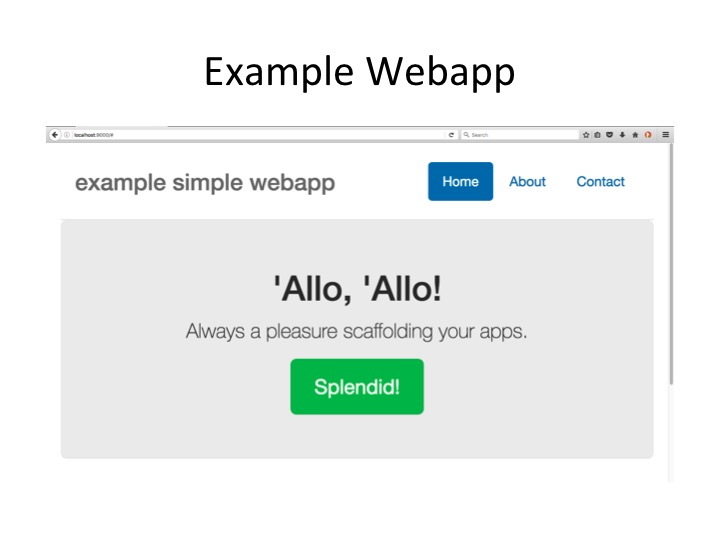 Example Webapp
localhost:9000/#
Search
example simple webapp
Home About Contact
'Allo, 'Allo!
Always a pleasure scaffolding your apps.
Splendid!